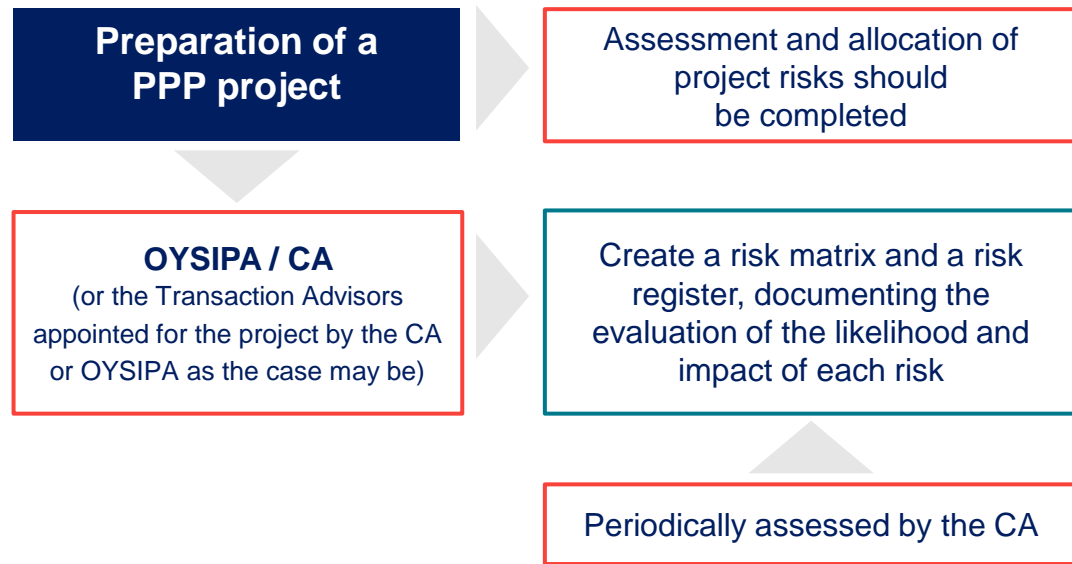 Preparation of a
PPP project
Assessment and allocation of
project risks should
be completed
OYSIPA / CA
(or the Transaction Advisors
appointed for the project by the CA
or OYSIPA as the case may be)
Create a risk matrix and a risk
register, documenting the
evaluation of the likelihood and
impact of each risk
Periodically assessed by the CA